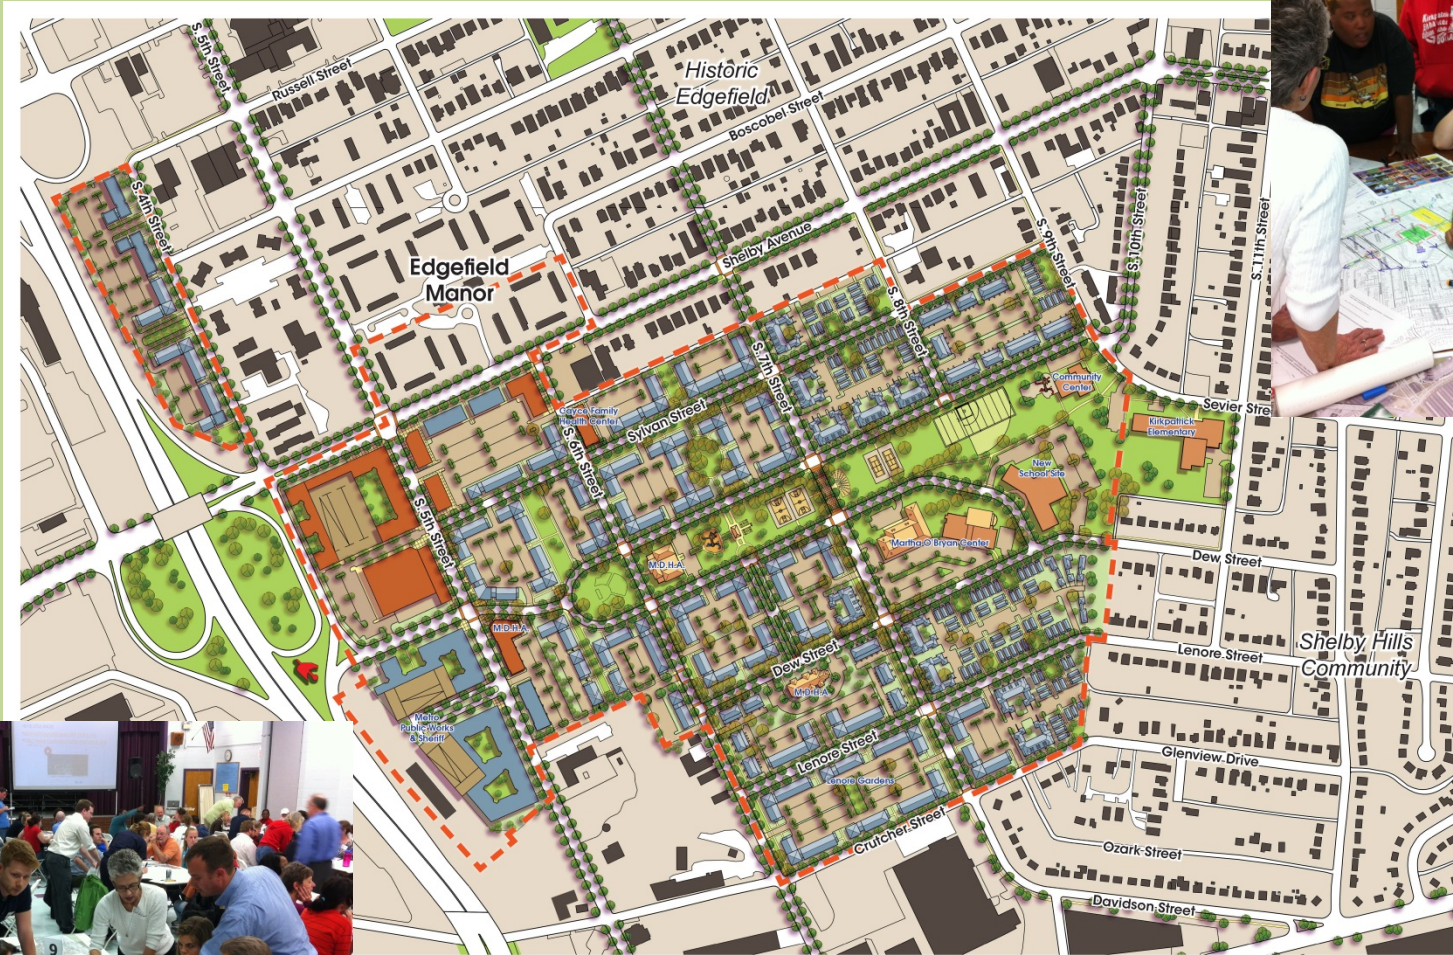 S. 5th Street
Russell Street
Historic
Edgefield
Boscobel Street
S. 4th Street
Edgefield
Manor
Shelby Avenue
S. 9th Street
S. 10th Street
S. 11th Street
S. 8th Street
S. 7th Street
Community
Center
Sevier Stre
Cayce Family
Health Center
Sylvan Street
S. 6th Street
Kirkpatrick
Elementary
New
School Site
S. 5th Street
Martha O'Bryan Center
M.D.H.A.
Dew Street
M.D.H.A.
Dew Street
Lenore Street
Shelby Hills
Community
M.D.H.A.
Metro
Public Works
& Sheriff
Lenore Street
Lenore Gardens
Glenview Drive
Crutcher Street
Ozark Street
Davidson Street
9